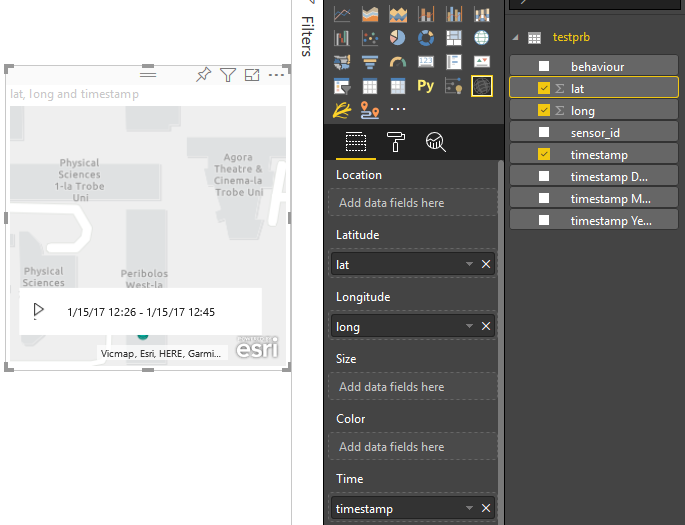 lat, long and timestamp
Physical
Sciences
1-la Trobe
Uni
Agora
Theatre &
Cinema-la
Trobe Uni
Physical
Sciences
Peribolos
West-la
1/15/17 12:26 - 1/15/17 12:45
Vicmap, Esri, HERE, Garmi...
esri
Filters
123
Py
Location
Add data fields here
Latitude
lat
Longitude
long
Size
Add data fields here
Color
Add data fields here
Time
timestamp
testprb
behaviour
Σ lat
Σ long
sensor_id
timestamp
timestamp D...
timestamp M...
timestamp Ye...